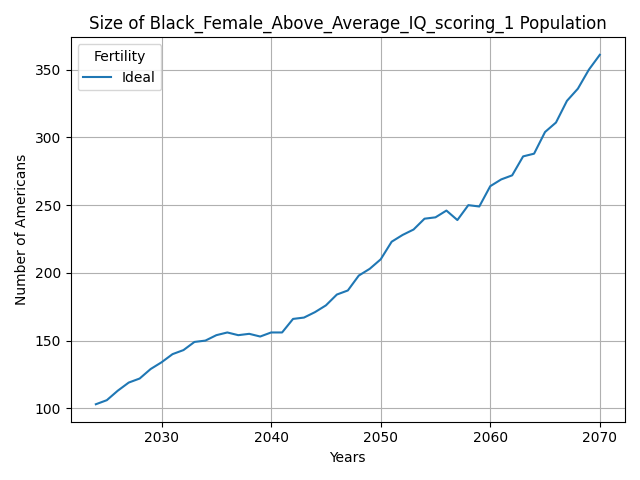 Size of Black_Female_Above_Average_IQ_scoring_1 Population
Fertility
Ideal
Number of Americans
350
300
250
200
150
100
2030 2040 2050 2060 2070
Years